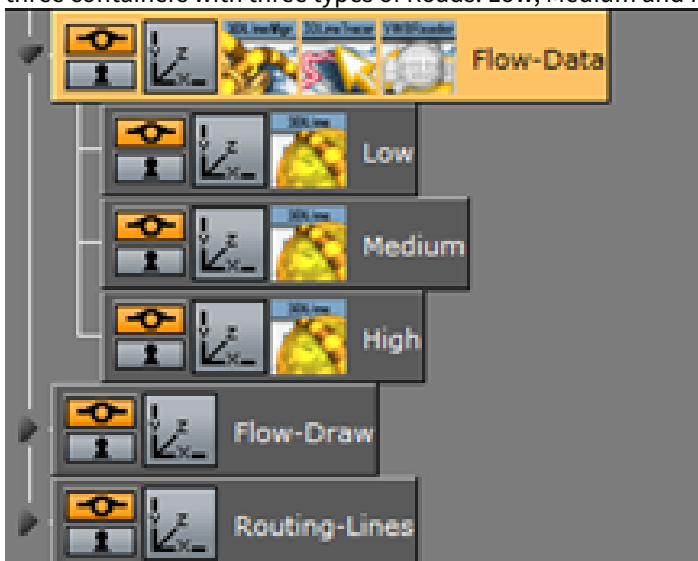 three containers with three types of Roads: Low, Medium and
Flow-Data
Low
Medium
High
Flow-Draw
Routing-Lines